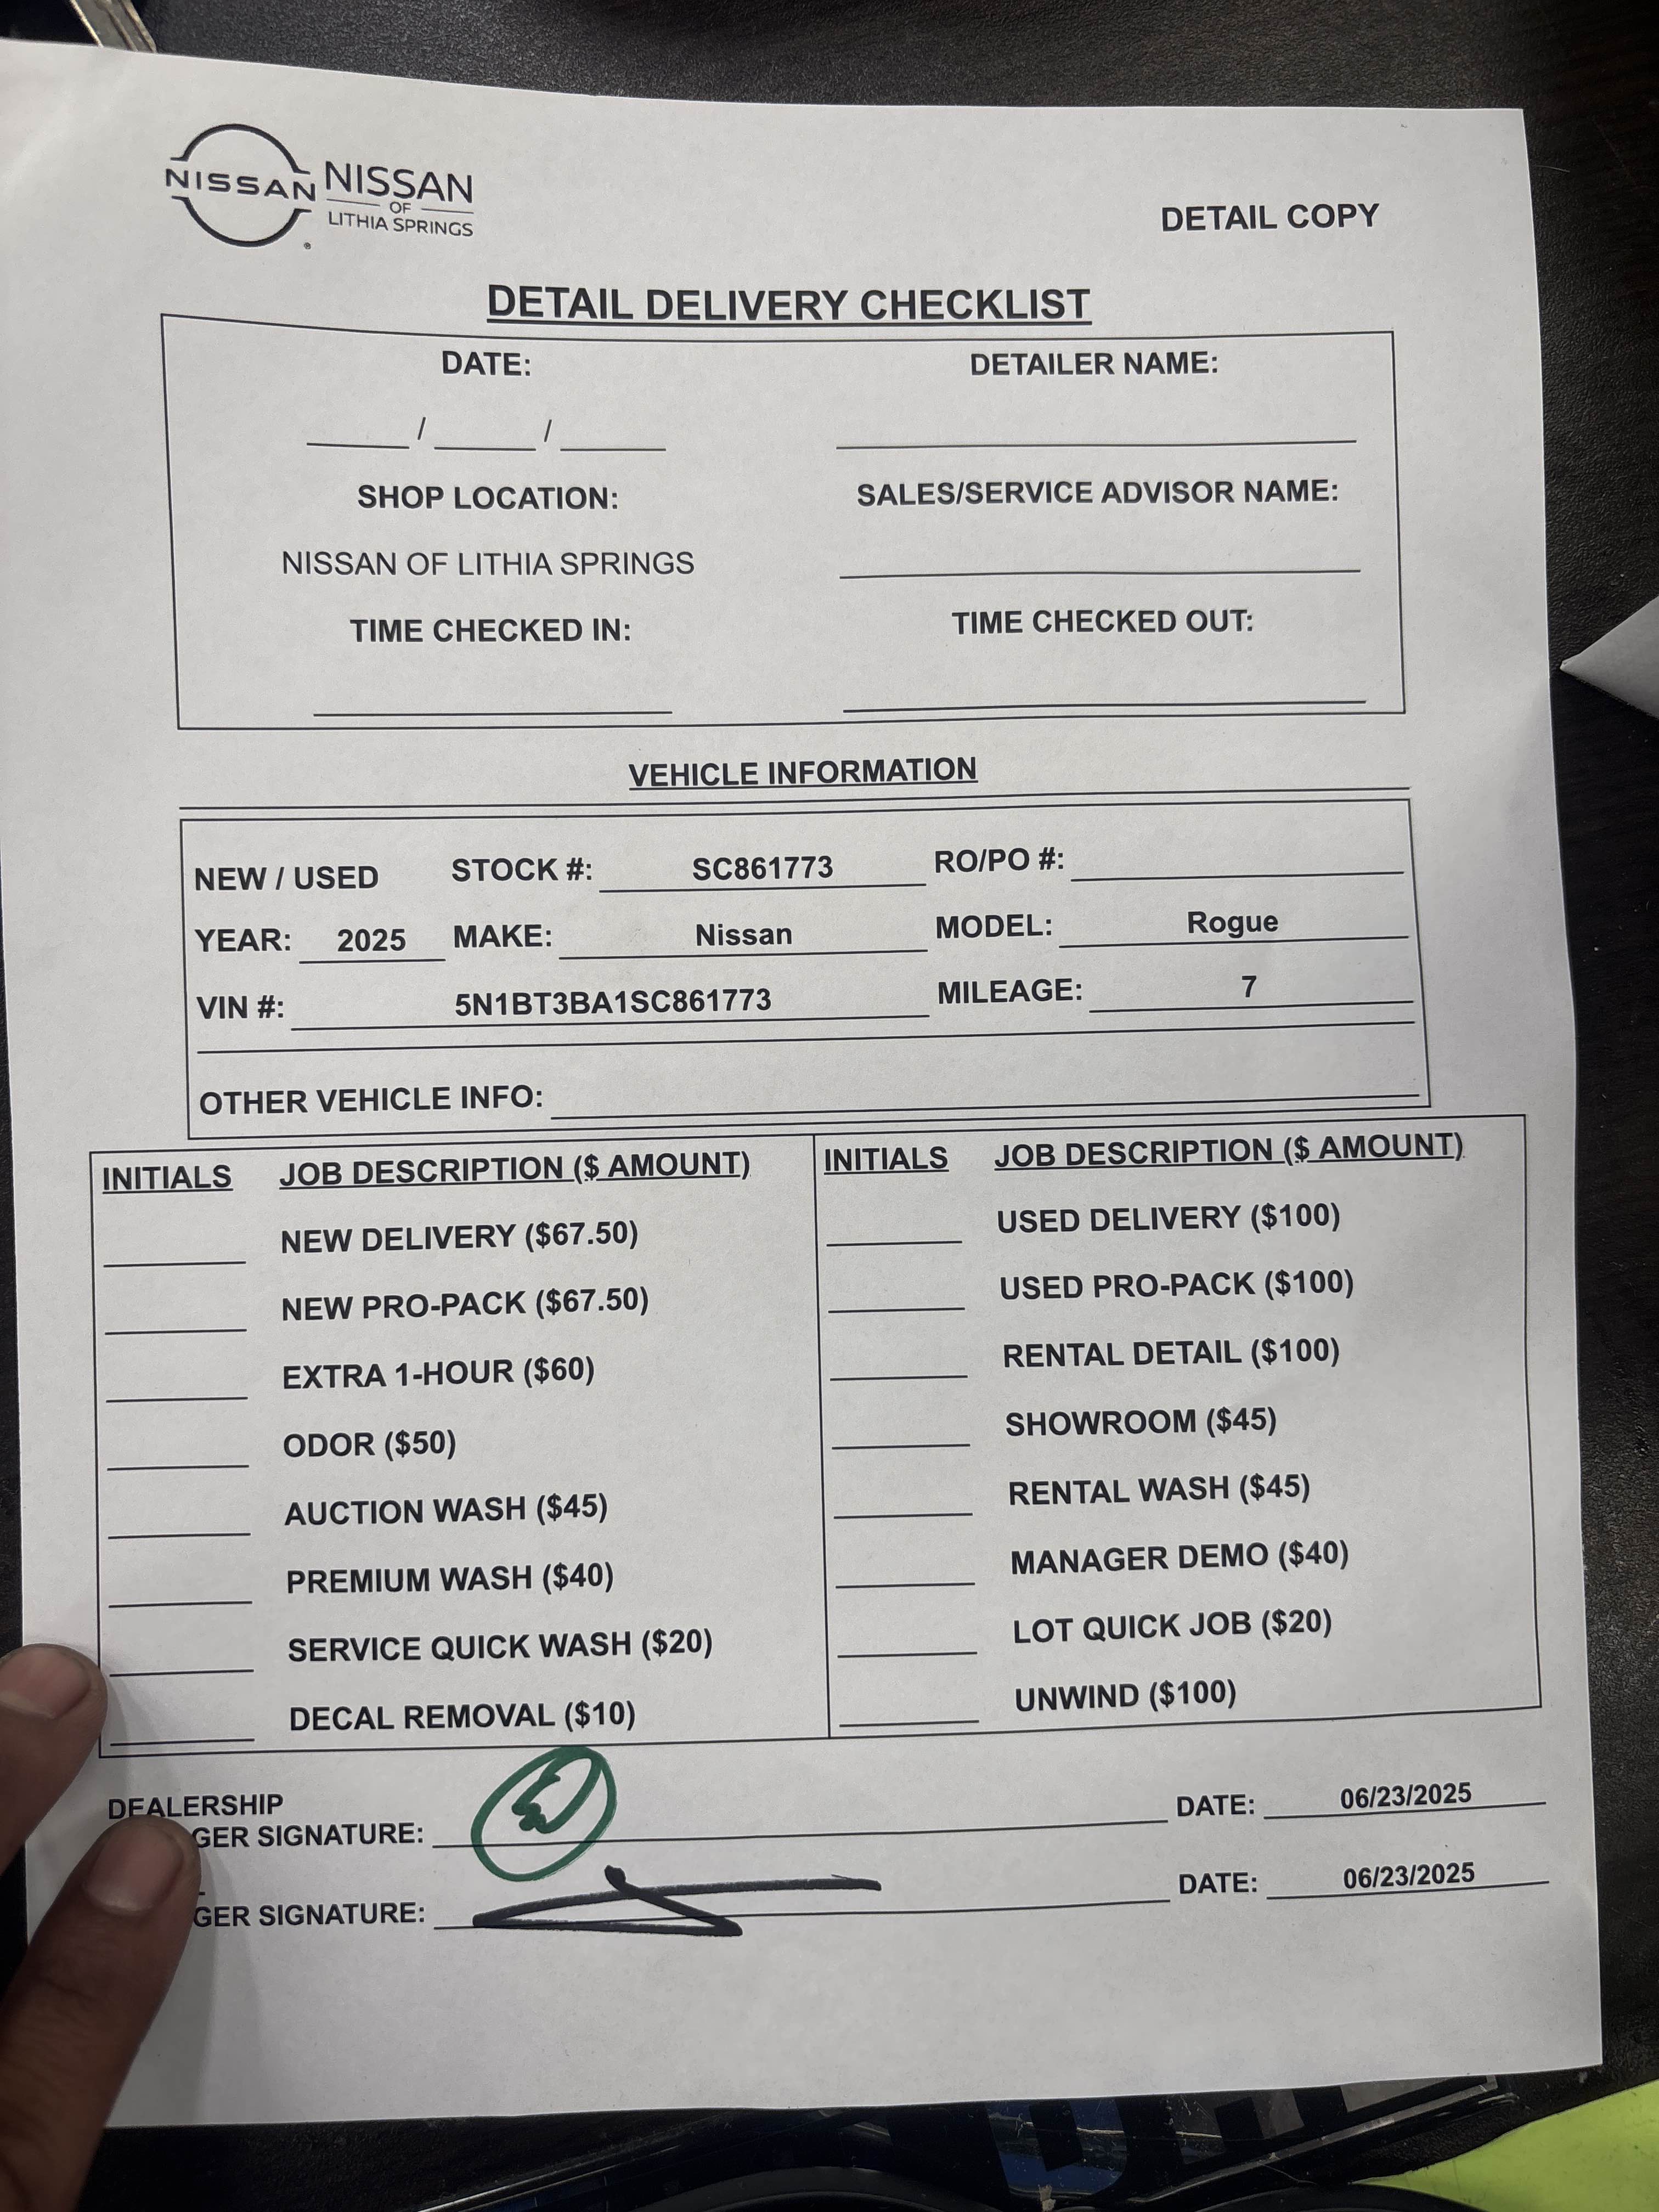 NISSAN NISSAN
OF
LITHIA SPRINGS
DETAIL COPY
DETAIL DELIVERY CHECKLIST
DATE: DETAILER NAME:
____ / ____ / ____
SHOP LOCATION: SALES/SERVICE ADVISOR NAME:
NISSAN OF LITHIA SPRINGS
TIME CHECKED IN: TIME CHECKED OUT:
VEHICLE INFORMATION
NEW / USED STOCK #: SC861773 RO/PO #:
YEAR: 2025 MAKE: Nissan MODEL: Rogue
VIN #: 5N1BT3BA1SC861773 MILEAGE: 7
OTHER VEHICLE INFO:
INITIALS JOB DESCRIPTION ($ AMOUNT) INITIALS JOB DESCRIPTION ($ AMOUNT)
NEW DELIVERY ($67.50) USED DELIVERY ($100)
NEW PRO-PACK ($67.50) USED PRO-PACK ($100)
EXTRA 1-HOUR ($60) RENTAL DETAIL ($100)
ODOR ($50) SHOWROOM ($45)
AUCTION WASH ($45) RENTAL WASH ($45)
PREMIUM WASH ($40) MANAGER DEMO ($40)
SERVICE QUICK WASH ($20) LOT QUICK JOB ($20)
DECAL REMOVAL ($10) UNWIND ($100)
DEALERSHIP
GER SIGNATURE: DATE: 06/23/2025
GER SIGNATURE: DATE: 06/23/2025